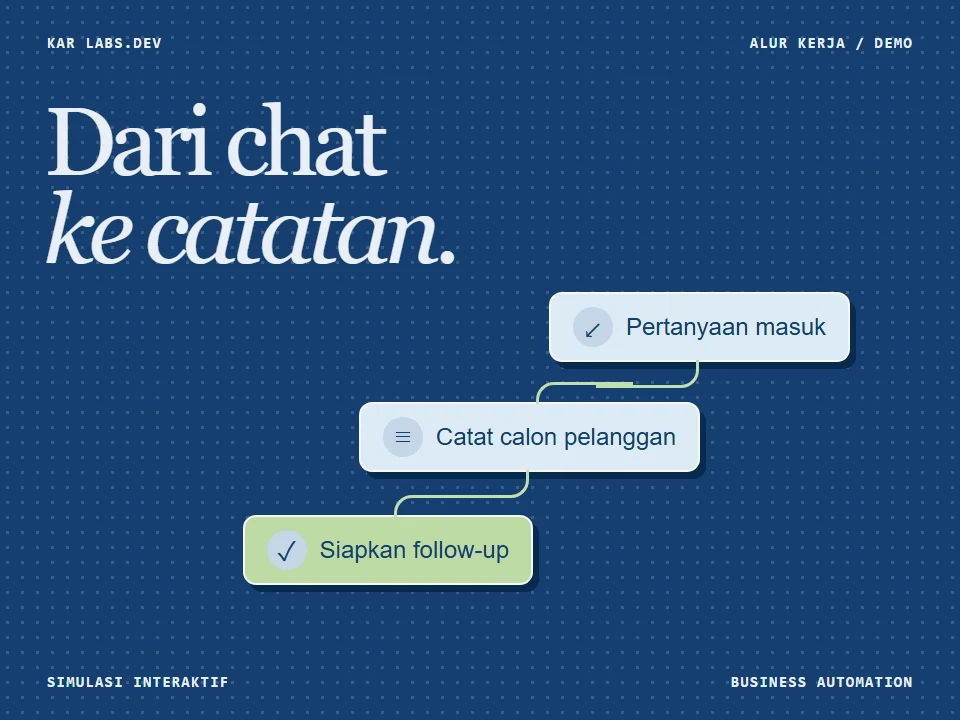 KAR LABS.DEV
ALUR KERJA / DEMO
Dari chat
ke catatan.
Pertanyaan masuk
Catat calon pelanggan
Siapkan follow-up
SIMULASI INTERAKTIF
BUSINESS AUTOMATION